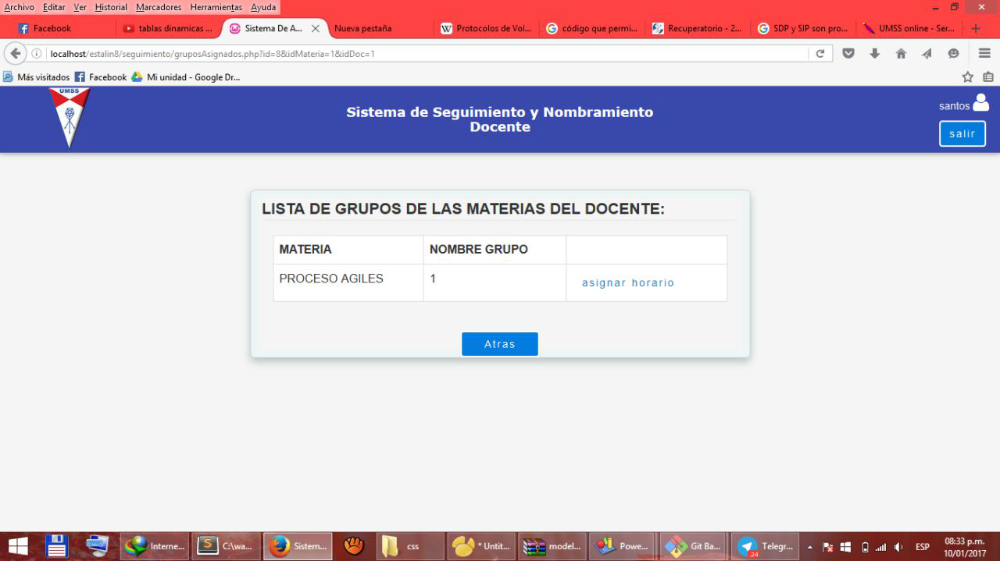 Archivo Editar Ver Historial Marcadores Herramientas Ayuda
Facebook tablas dinamicas ... Sistema De A... Nueva pestaña Protocolos de Vol... código que permi... Recuperatorio - 2... SDP y SIP son pro... UMSS online - Ser...
localhost/estalin8/seguimiento/gruposAsignados.php?id=8&idMateria=1&idDoc=1
Más visitados Facebook Mi unidad - Google Dr...
UMSS
Sistema de Seguimiento y Nombramiento
Docente
santos
salir
LISTA DE GRUPOS DE LAS MATERIAS DEL DOCENTE:
MATERIA NOMBRE GRUPO
PROCESO AGILES 1 asignar horario
Atras
Interne... C:\wa... Sistem... css * Untit... model... Powe... Git Ba... Telegr... ESP 08:33 p.m.
24 10/01/2017